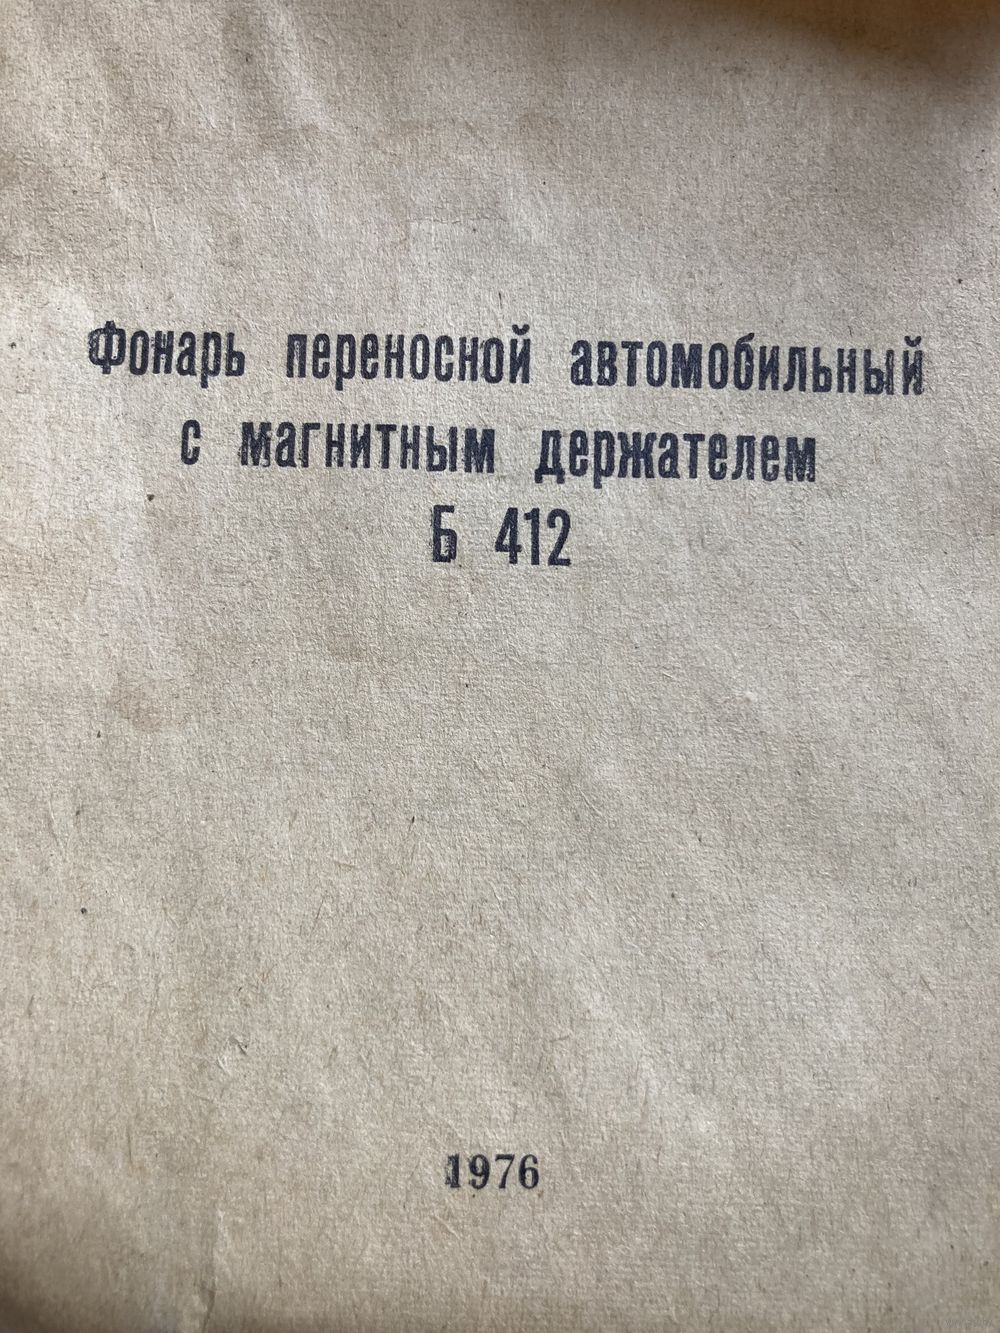 Фонарь переносной автомобильный
с магнитным держателем
Б 412
1976